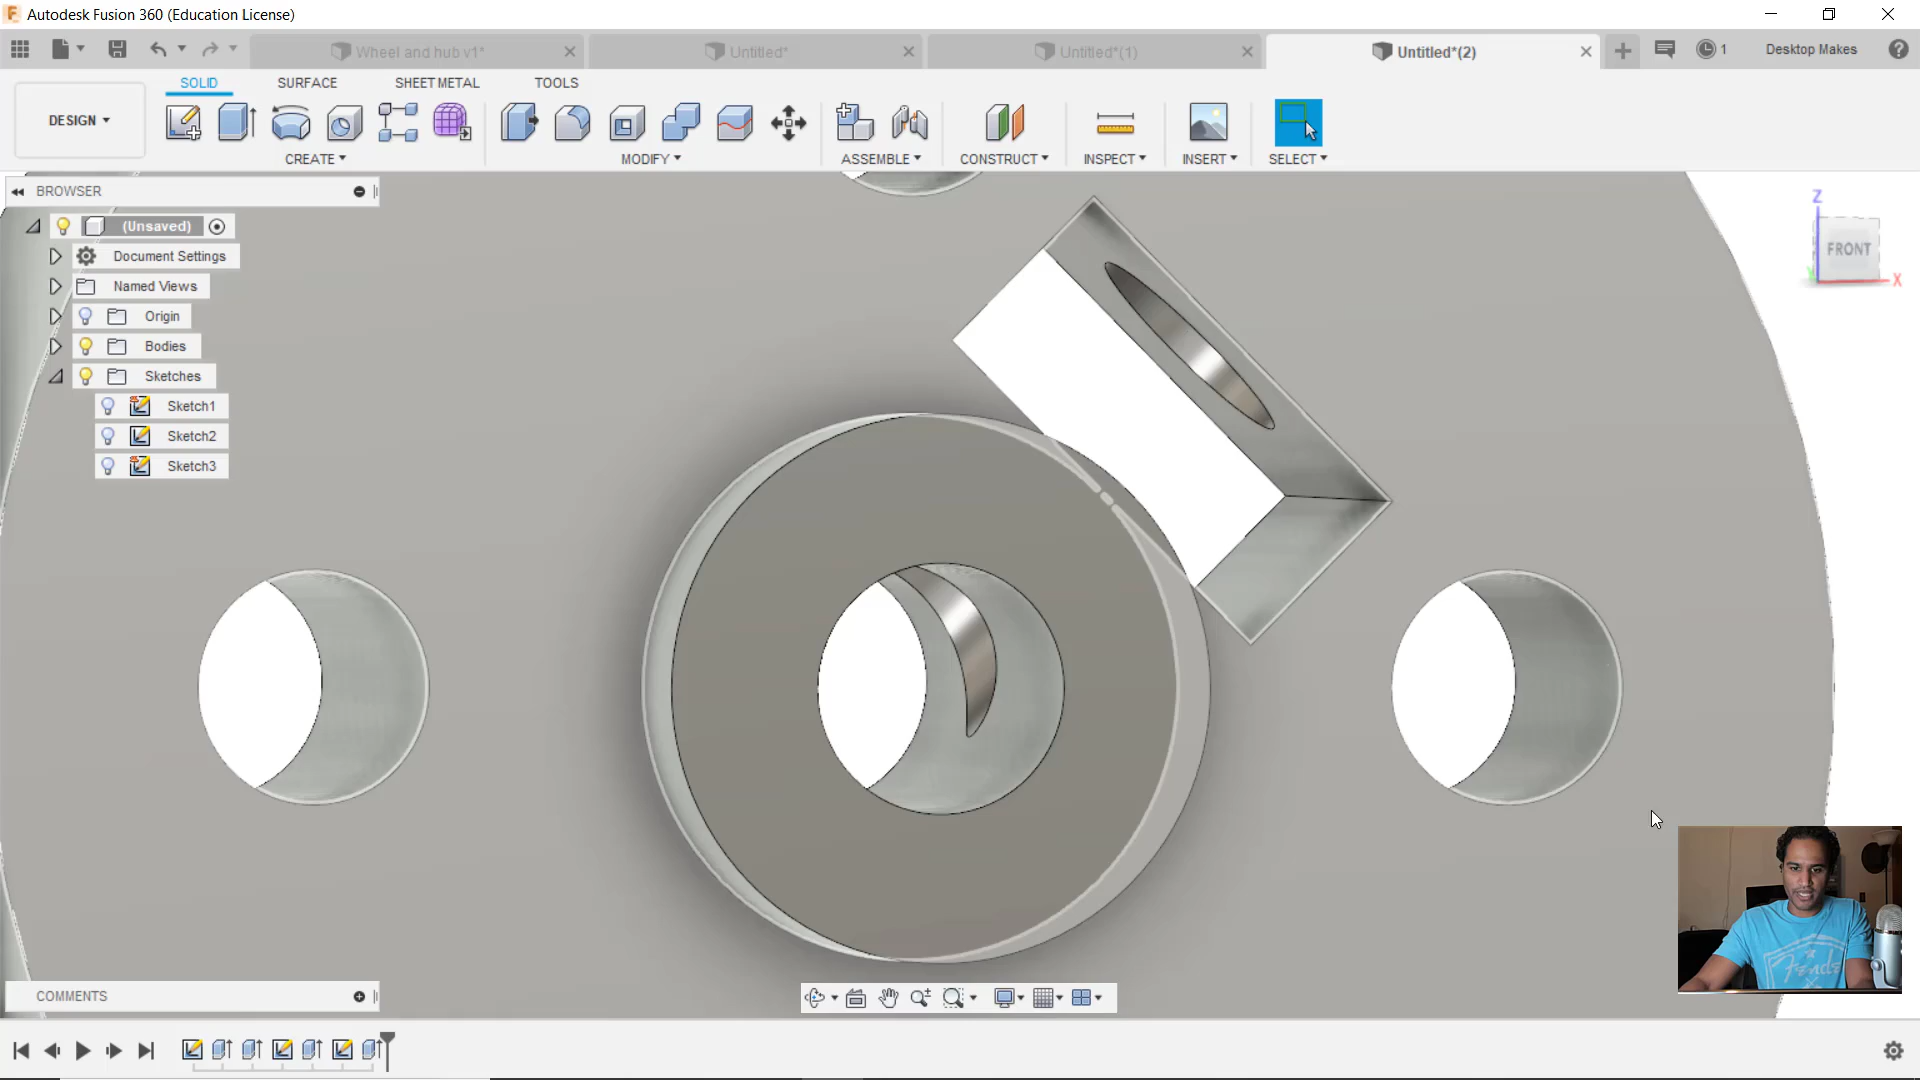 Autodesk Fusion 360 (Education License)
Wheel and hub v1*
Untitled*
Untitled*(1)
Untitled*(2)
1
Desktop Makes
DESIGN
SOLID
SURFACE
SHEET METAL
TOOLS
CREATE
MODIFY
ASSEMBLE
CONSTRUCT
INSPECT
INSERT
SELECT
BROWSER
(Unsaved)
Document Settings
Named Views
Origin
Bodies
Sketches
Sketch1
Sketch2
Sketch3
Z
FRONT
X
Fender
COMMENTS